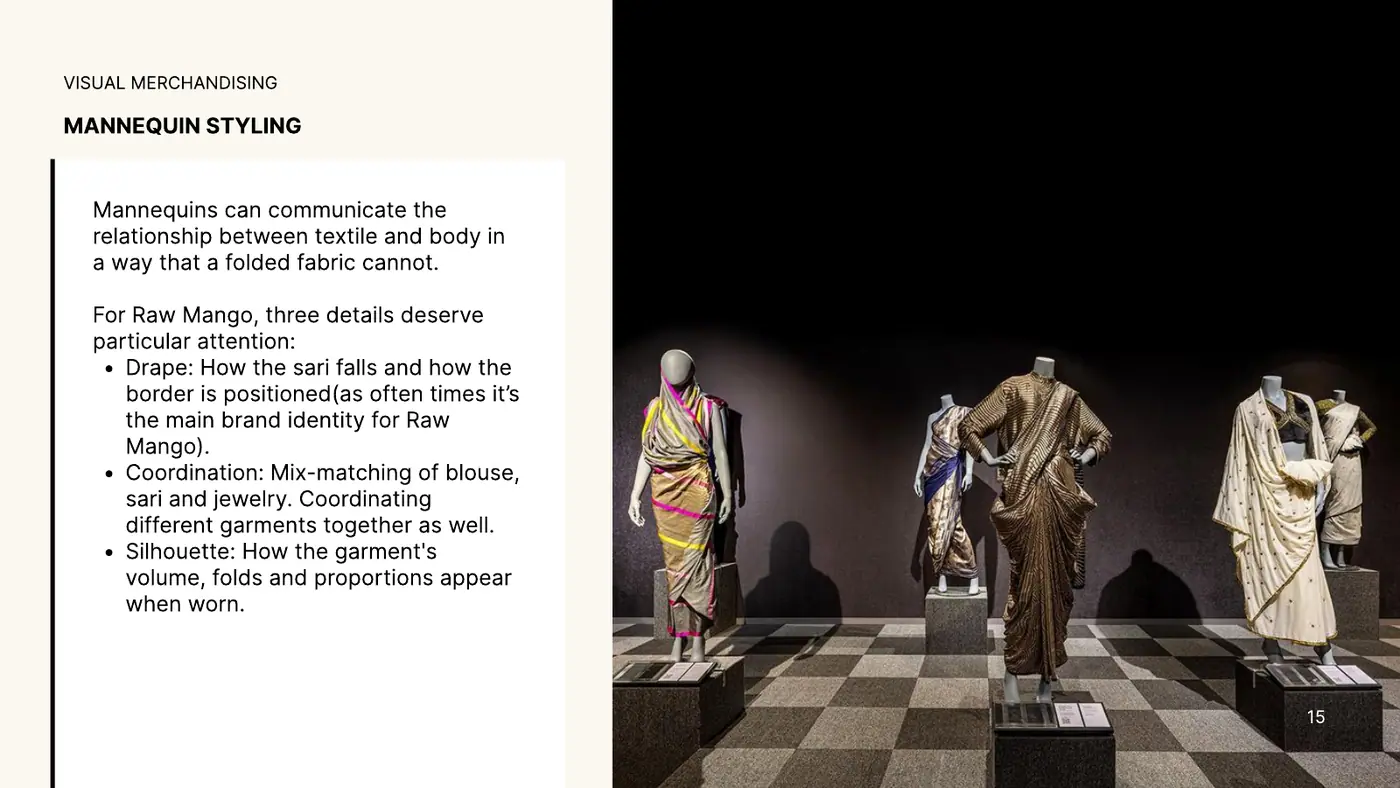 VISUAL MERCHANDISING
MANNEQUIN STYLING
Mannequins can communicate the
relationship between textile and body in
a way that a folded fabric cannot.
For Raw Mango, three details deserve
particular attention:
• Drape: How the sari falls and how the
border is positioned(as often times it’s
the main brand identity for Raw
Mango).
• Coordination: Mix-matching of blouse,
sari and jewelry. Coordinating
different garments together as well.
• Silhouette: How the garment's
volume, folds and proportions appear
when worn.
15